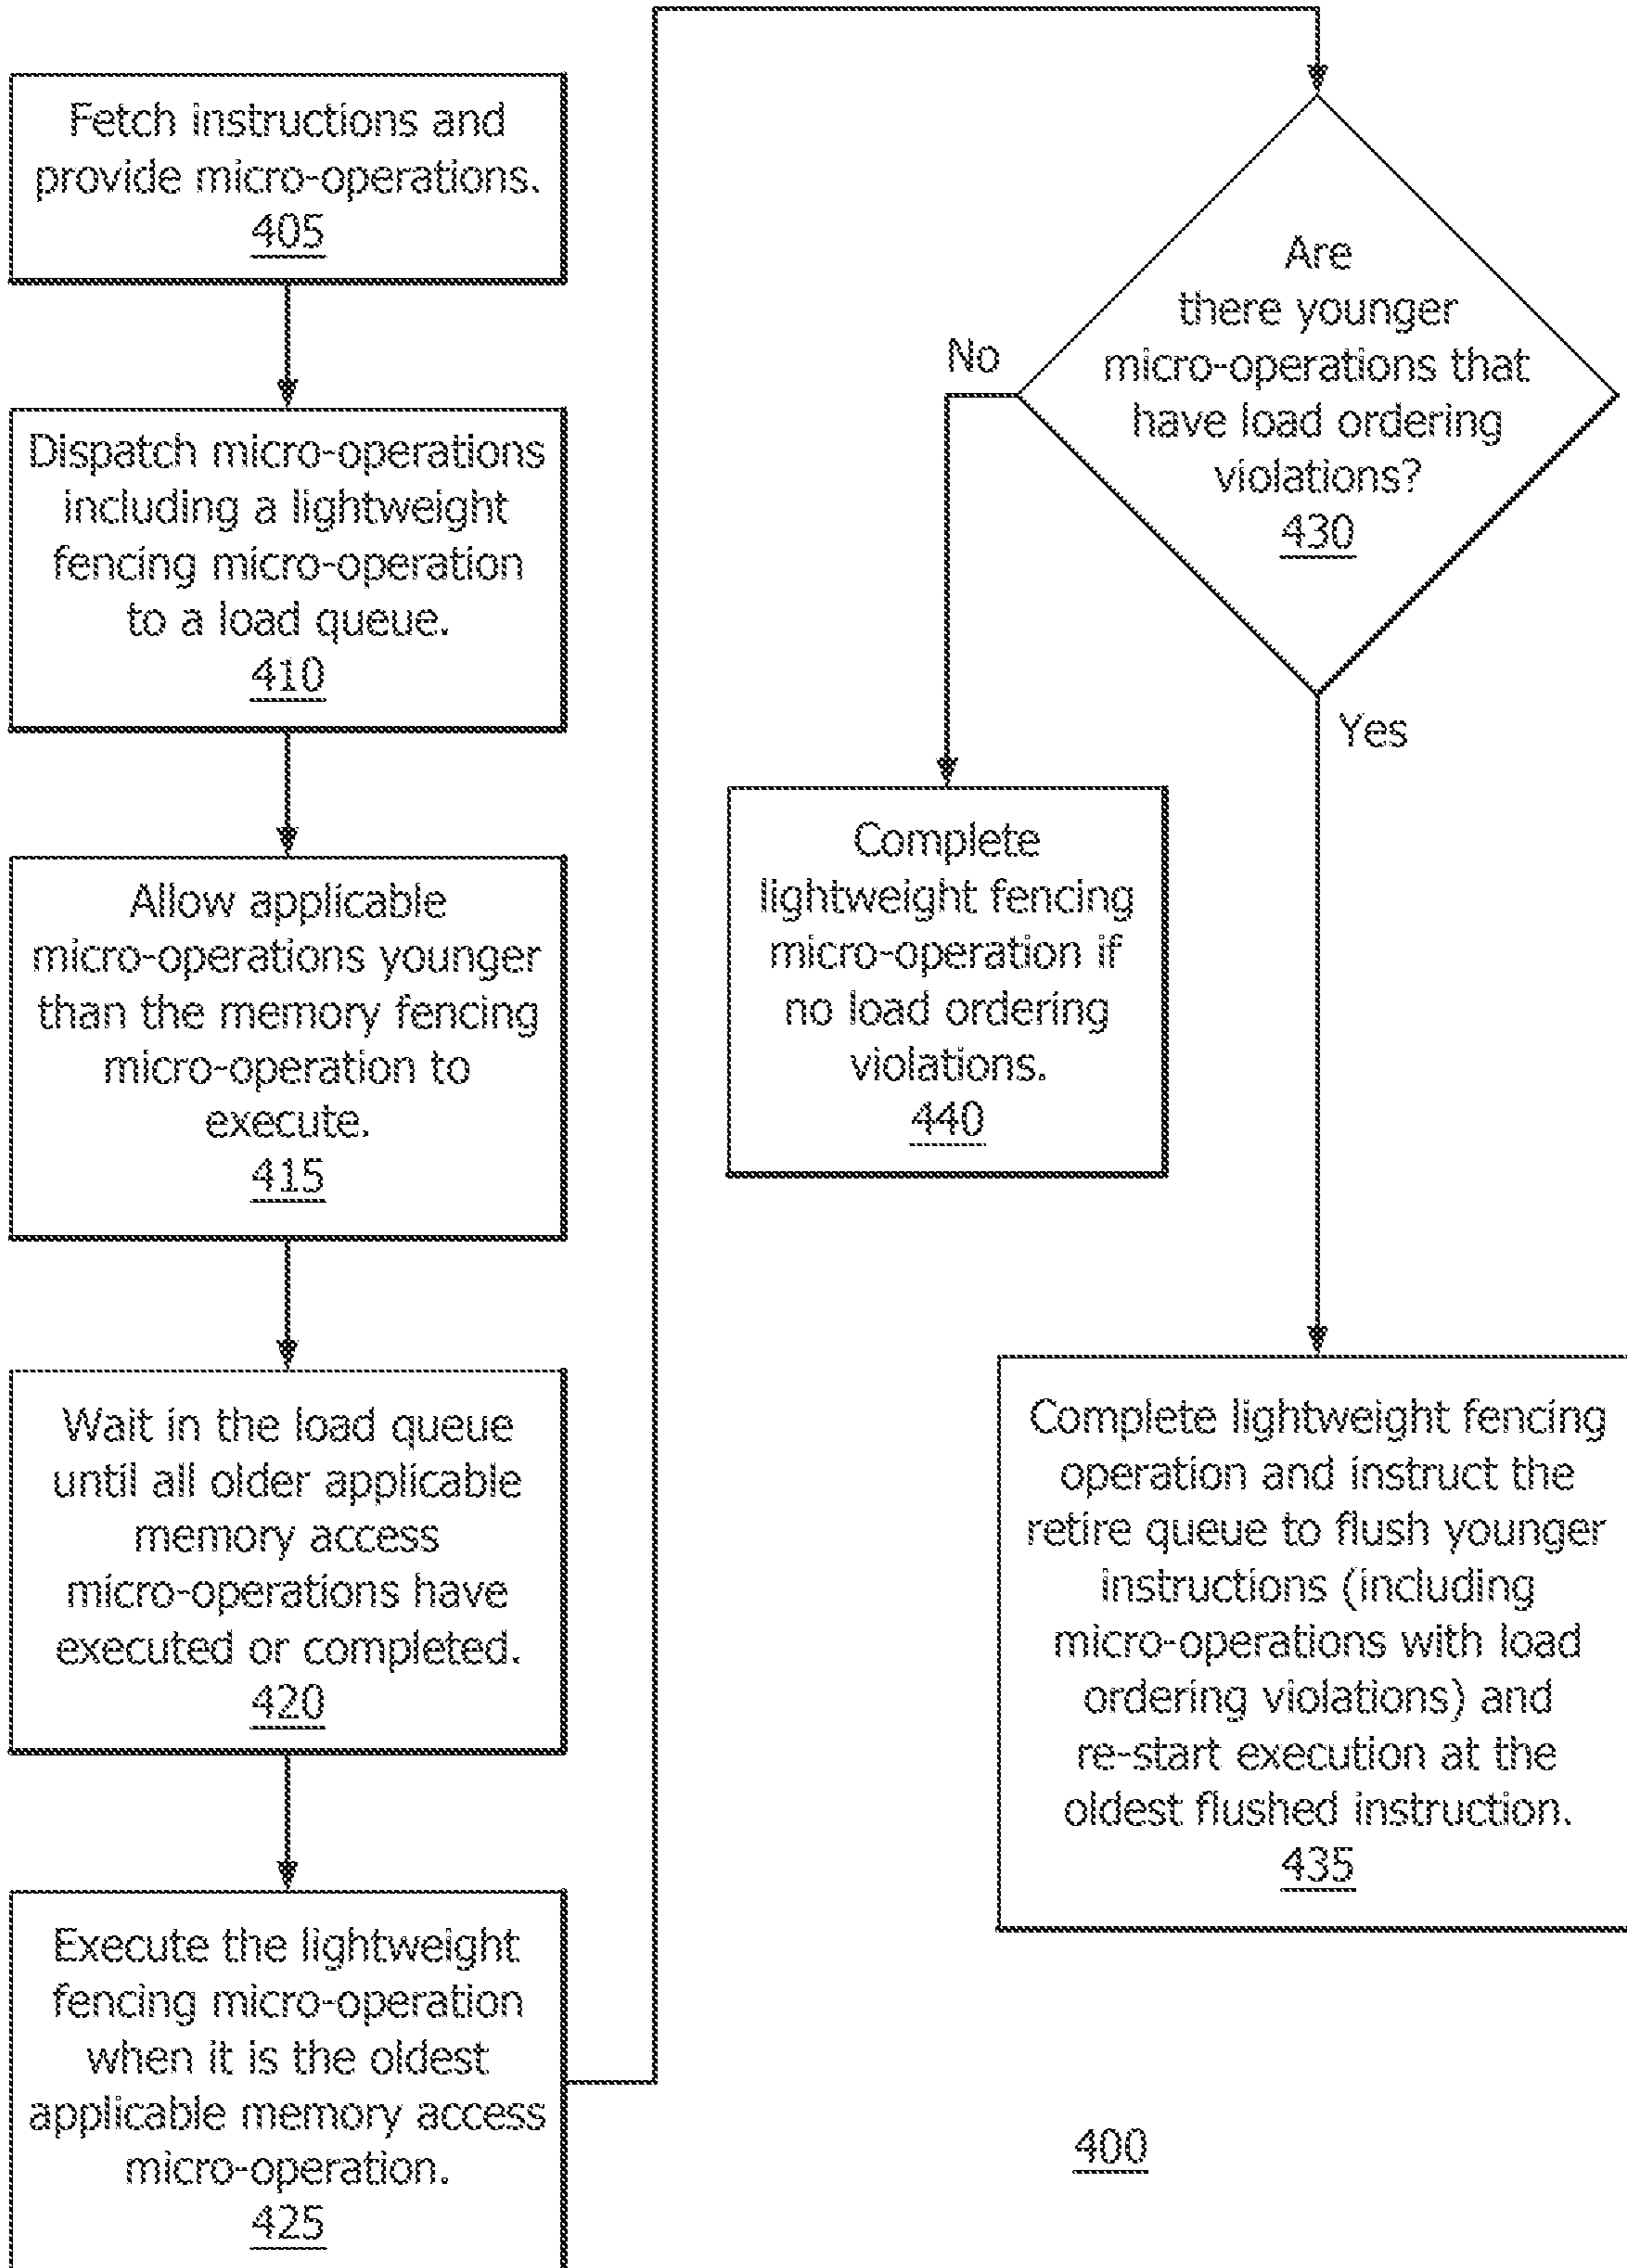 Fetch instructions and
provide micro-operations.
405
Dispatch micro-operations
including a lightweight
fencing micro-operation
to a load queue.
410
Allow applicable
micro-operations younger
than the memory fencing
micro-operation to
execute.
415
Wait in the load queue
until all older applicable
memory access
micro-operations have
executed or completed.
420
Execute the lightweight
fencing micro-operation
when it is the oldest
applicable memory access
micro-operation.
425
Are
there younger
micro-operations that
have load ordering
violations?
430
No
Yes
Complete
lightweight fencing
micro-operation if
no load ordering
violations.
440
Complete lightweight fencing
operation and instruct the
retire queue to flush younger
instructions (including
micro-operations with load
ordering violations) and
re-start execution at the
oldest flushed instruction.
435
400